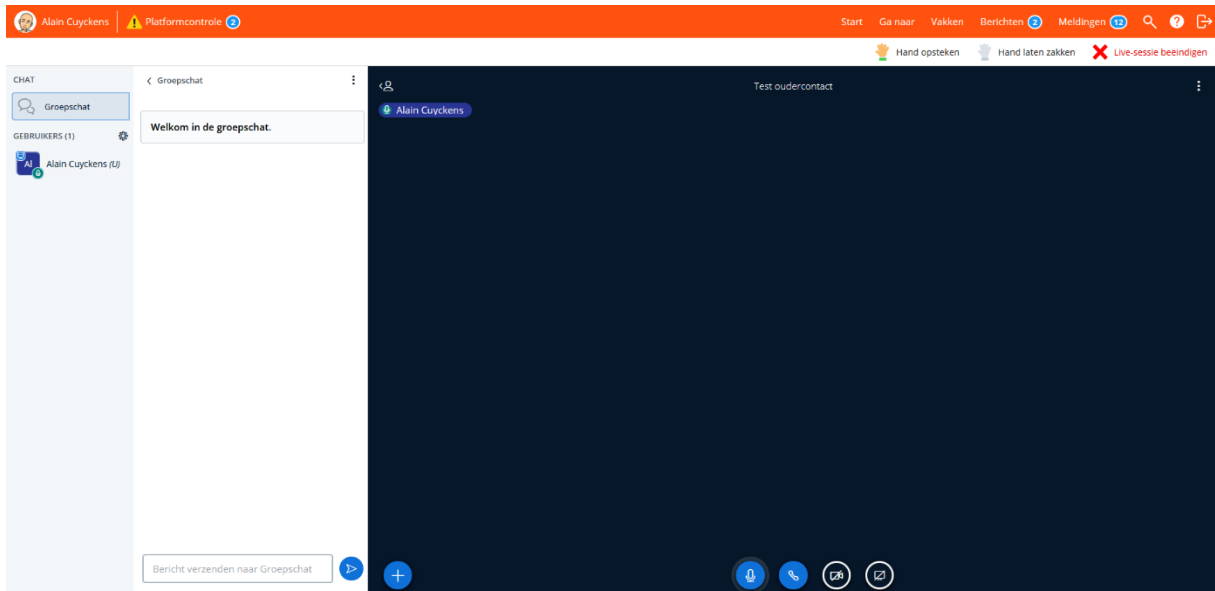 Alain Cuyckens Platformcontrole 2 Start Ga naar Vakken Berichten 2 Meldingen 12 ?
Hand opsteken Hand laten zakken Live-sessie beëindigen
CHAT
Groepschat
GEBRUIKERS (1)
Al Alain Cuyckens (U)
Groepschat
Welkom in de groepschat.
Bericht verzenden naar Groepschat
Test oudercontact
Alain Cuyckens